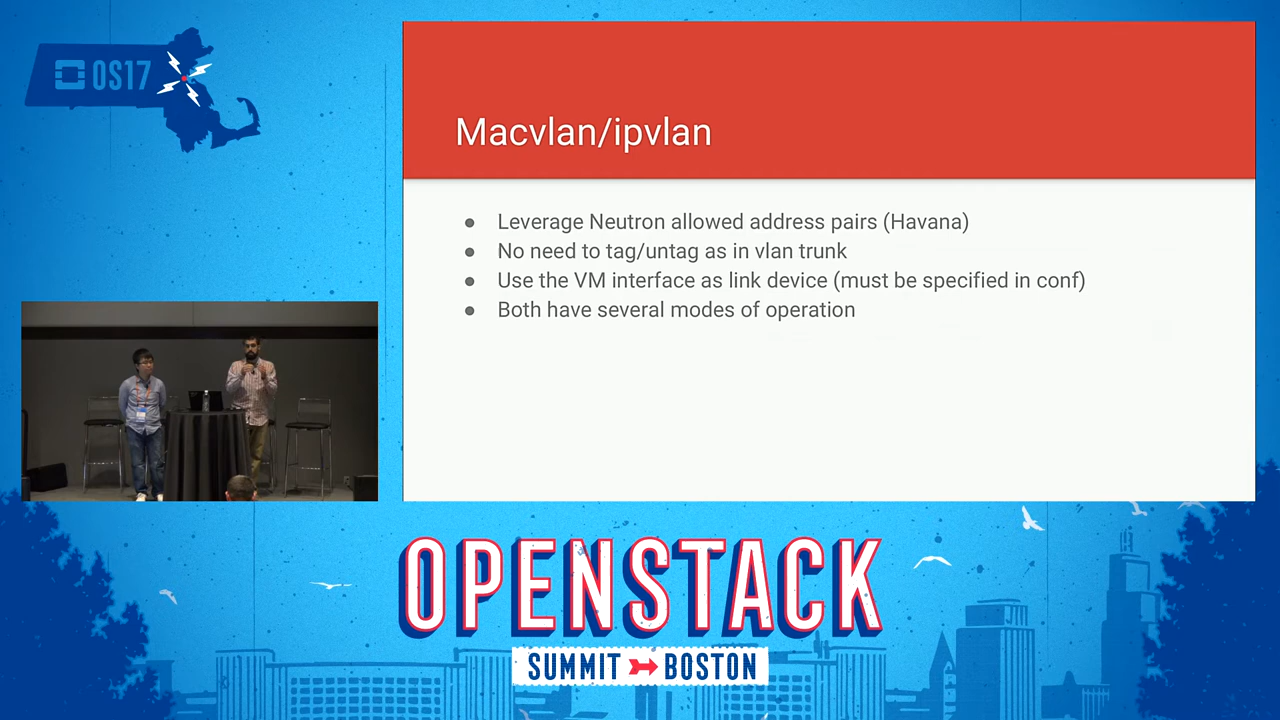 OS17
Macvlan/ipvlan
● Leverage Neutron allowed address pairs (Havana)
● No need to tag/untag as in vlan trunk
● Use the VM interface as link device (must be specified in conf)
● Both have several modes of operation
OPENSTACK
SUMMIT BOSTON